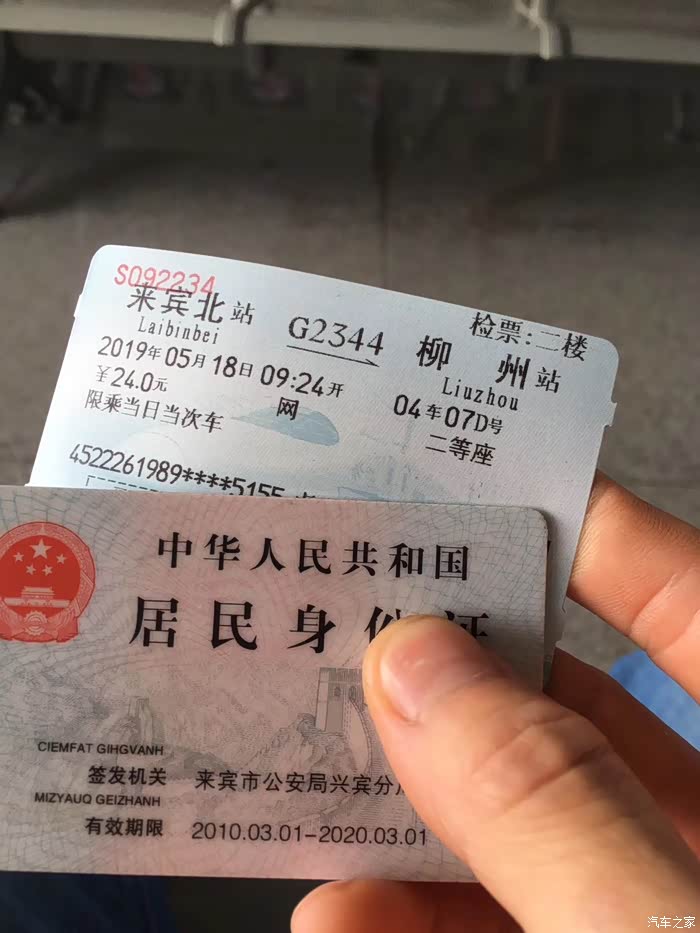 S092234
检票:二楼
来宾北站 G2344 柳州站
Laibinbei Liuzhou
2019年05月18日09:24开 04车07D号
￥24.0元 网 二等座
限乘当日当次车
4522261989****5155
中华人民共和国
居民身份证
CIEMFAT GIHGVANH
签发机关 来宾市公安局兴宾分
MIZYAUQ GEIZHANH
有效期限 2010.03.01-2020.03.01
汽车之家